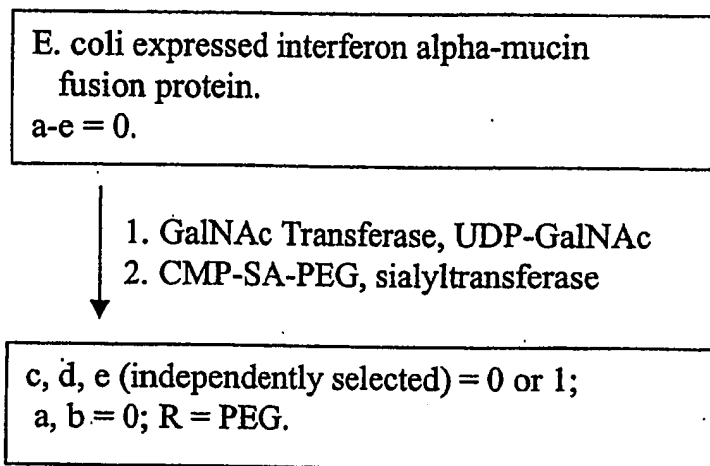 E. coli expressed interferon alpha-mucin
fusion protein.
a-e = 0.
1. GalNAc Transferase, UDP-GalNAc
2. CMP-SA-PEG, sialyltransferase
c, d, e (independently selected) = 0 or 1;
a, b = 0; R = PEG.